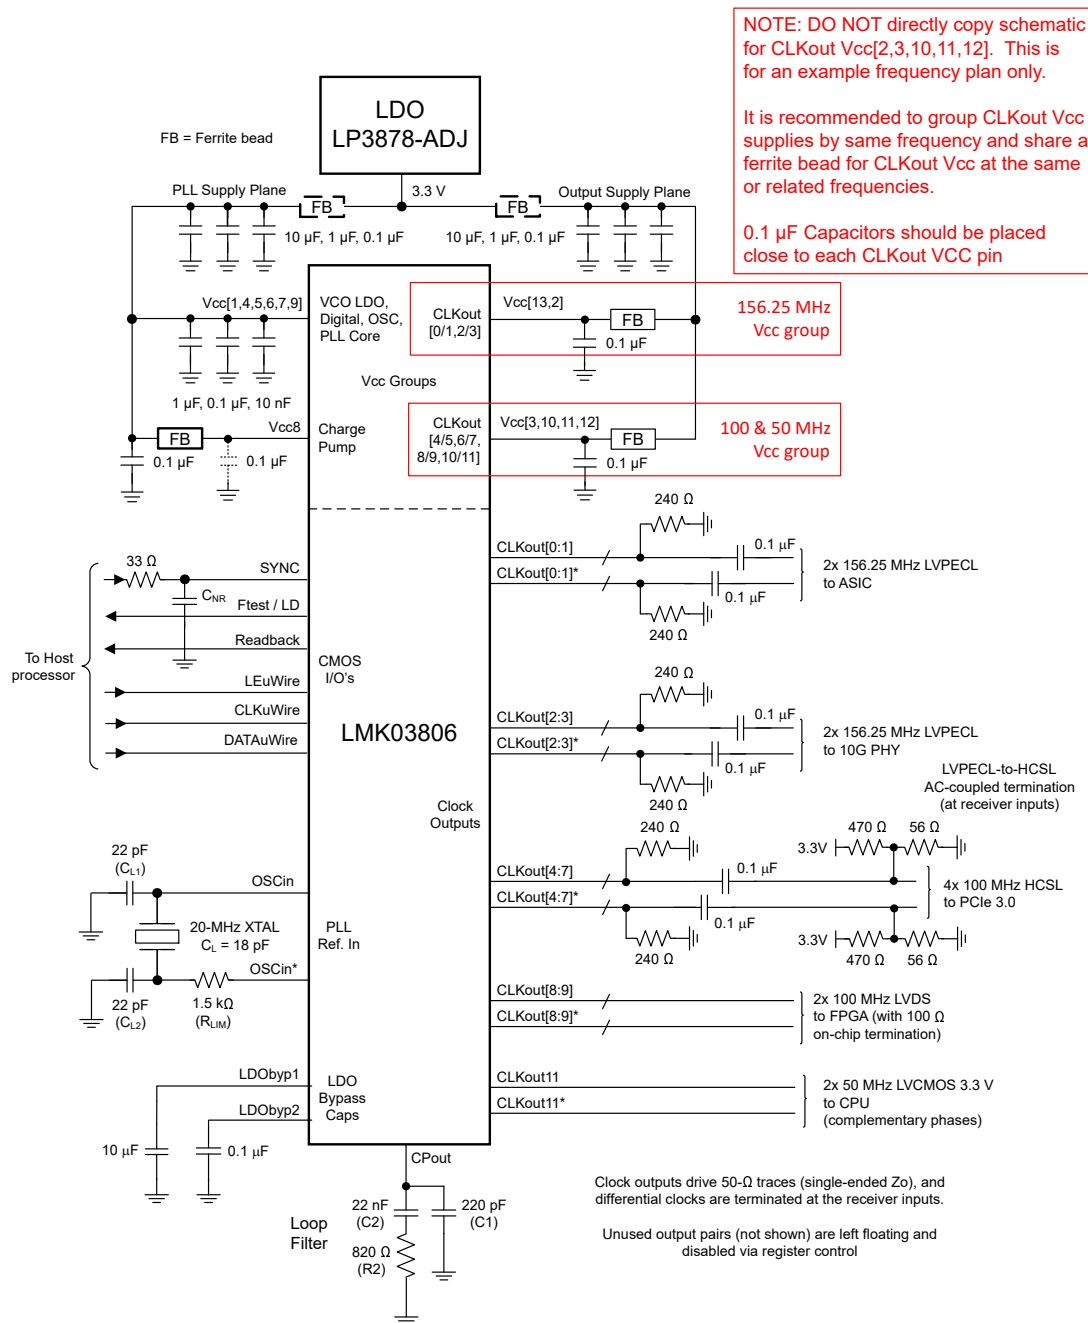 NOTE: DO NOT directly copy schematic
for CLKout Vcc[2,3,10,11,12].  This is
for an example frequency plan only.
It is recommended to group CLKout Vcc
supplies by same frequency and share a
ferrite bead for CLKout Vcc at the same
or related frequencies.
0.1 µF Capacitors should be placed
close to each CLKout VCC pin
LDO
LP3878-ADJ
FB = Ferrite bead
PLL Supply Plane
FB
3.3 V
FB
Output Supply Plane
10 µF, 1 µF, 0.1 µF
10 µF, 1 µF, 0.1 µF
Vcc[1,4,5,6,7,9]
VCO LDO,
Digital, OSC,
PLL Core
CLKout
[0/1,2/3]
Vcc[13,2]
FB
0.1 µF
156.25 MHz
Vcc group
1 µF, 0.1 µF, 10 nF
Vcc Groups
Vcc8
FB
0.1 µF
0.1 µF
Charge
Pump
CLKout
[4/5,6/7,
8/9,10/11]
Vcc[3,10,11,12]
FB
0.1 µF
100 & 50 MHz
Vcc group
33 Ω
SYNC
CNR
Ftest / LD
Readback
To Host
processor
LEuWire
CLKuWire
DATAuWire
CMOS
I/O's
LMK03806
Clock
Outputs
240 Ω
CLKout[0:1]
0.1 µF
CLKout[0:1]*
0.1 µF
240 Ω
2x 156.25 MHz LVPECL
to ASIC
240 Ω
CLKout[2:3]
0.1 µF
CLKout[2:3]*
0.1 µF
240 Ω
2x 156.25 MHz LVPECL
to 10G PHY
LVPECL-to-HCSL
AC-coupled termination
(at receiver inputs)
240 Ω
470 Ω
56 Ω
3.3V
CLKout[4:7]
0.1 µF
CLKout[4:7]*
0.1 µF
240 Ω
3.3V
470 Ω
56 Ω
4x 100 MHz HCSL
to PCIe 3.0
22 pF
(CL1)
OSCin
20-MHz XTAL
CL = 18 pF
PLL
Ref. In
OSCin*
22 pF
(CL2)
1.5 kΩ
(RLIM)
CLKout[8:9]
CLKout[8:9]*
2x 100 MHz LVDS
to FPGA (with 100 Ω
on-chip termination)
LDObyp1
LDObyp2
LDO
Bypass
Caps
10 µF
0.1 µF
CLKout11
CLKout11*
2x 50 MHz LVCMOS 3.3 V
to CPU
(complementary phases)
CPout
22 nF
(C2)
220 pF
(C1)
Loop
Filter
820 Ω
(R2)
Clock outputs drive 50-Ω traces (single-ended Zo), and
differential clocks are terminated at the receiver inputs.
Unused output pairs (not shown) are left floating and
disabled via register control